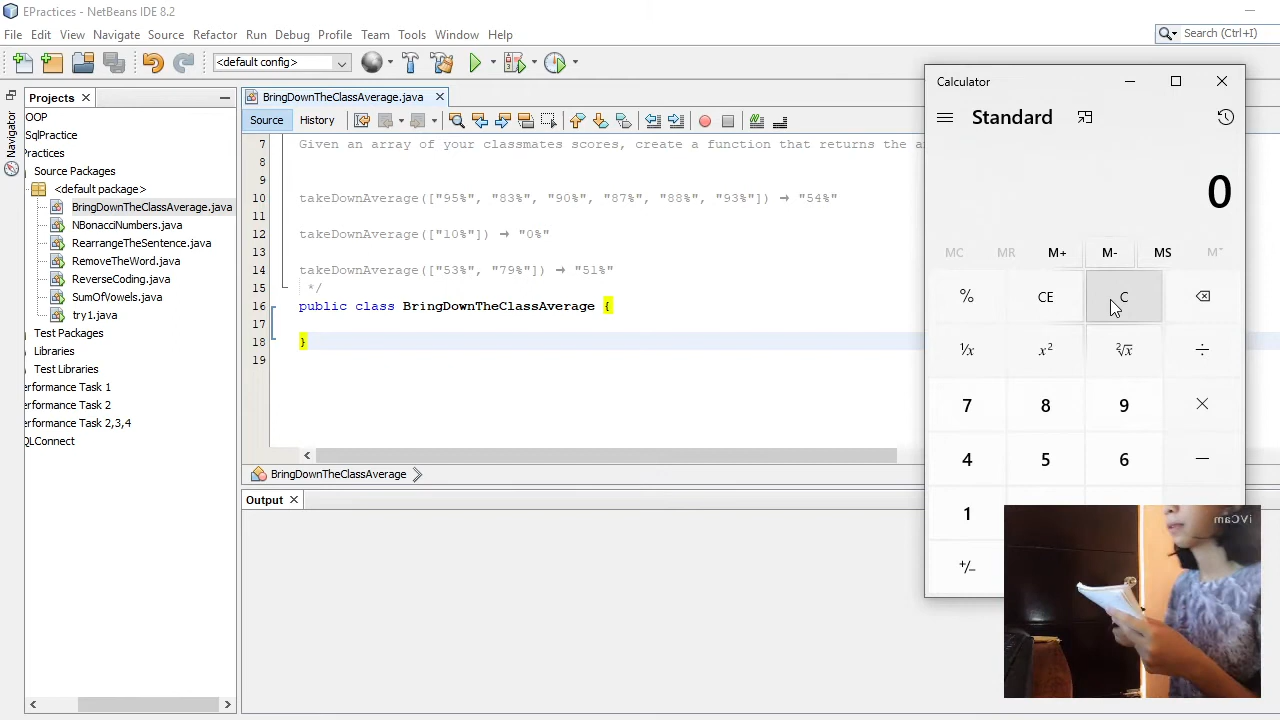 EPractices - NetBeans IDE 8.2
File Edit View Navigate Source Refactor Run Debug Profile Team Tools Window Help
<default config>
Search (Ctrl+I)
Projects
Navigator
OOP
SqlPractice
Practices
Source Packages
<default package>
BringDownTheClassAverage.java
NBonacciNumbers.java
RearrangeTheSentence.java
RemoveTheWord.java
ReverseCoding.java
SumOfVowels.java
try1.java
Test Packages
Libraries
Test Libraries
erformance Task 1
erformance Task 2
erformance Task 2,3,4
QLConnect
BringDownTheClassAverage.java
Source History
7 Given an array of your classmates scores, create a function that returns the a
8
9
10 takeDownAverage(["95%", "83%", "90%", "87%", "88%", "93%"]) → "54%"
11
12 takeDownAverage(["10%"]) → "0%"
13
14 takeDownAverage(["53%", "79%"]) → "51%"
15 */
16 public class BringDownTheClassAverage {
17
18 }
19
BringDownTheClassAverage
Output
Calculator
Standard
0
MC MR M+ M- MS M˅
% CE C
¹/x x² ²√x ÷
7 8 9 ×
4 5 6 −
1
+/−
iVCam